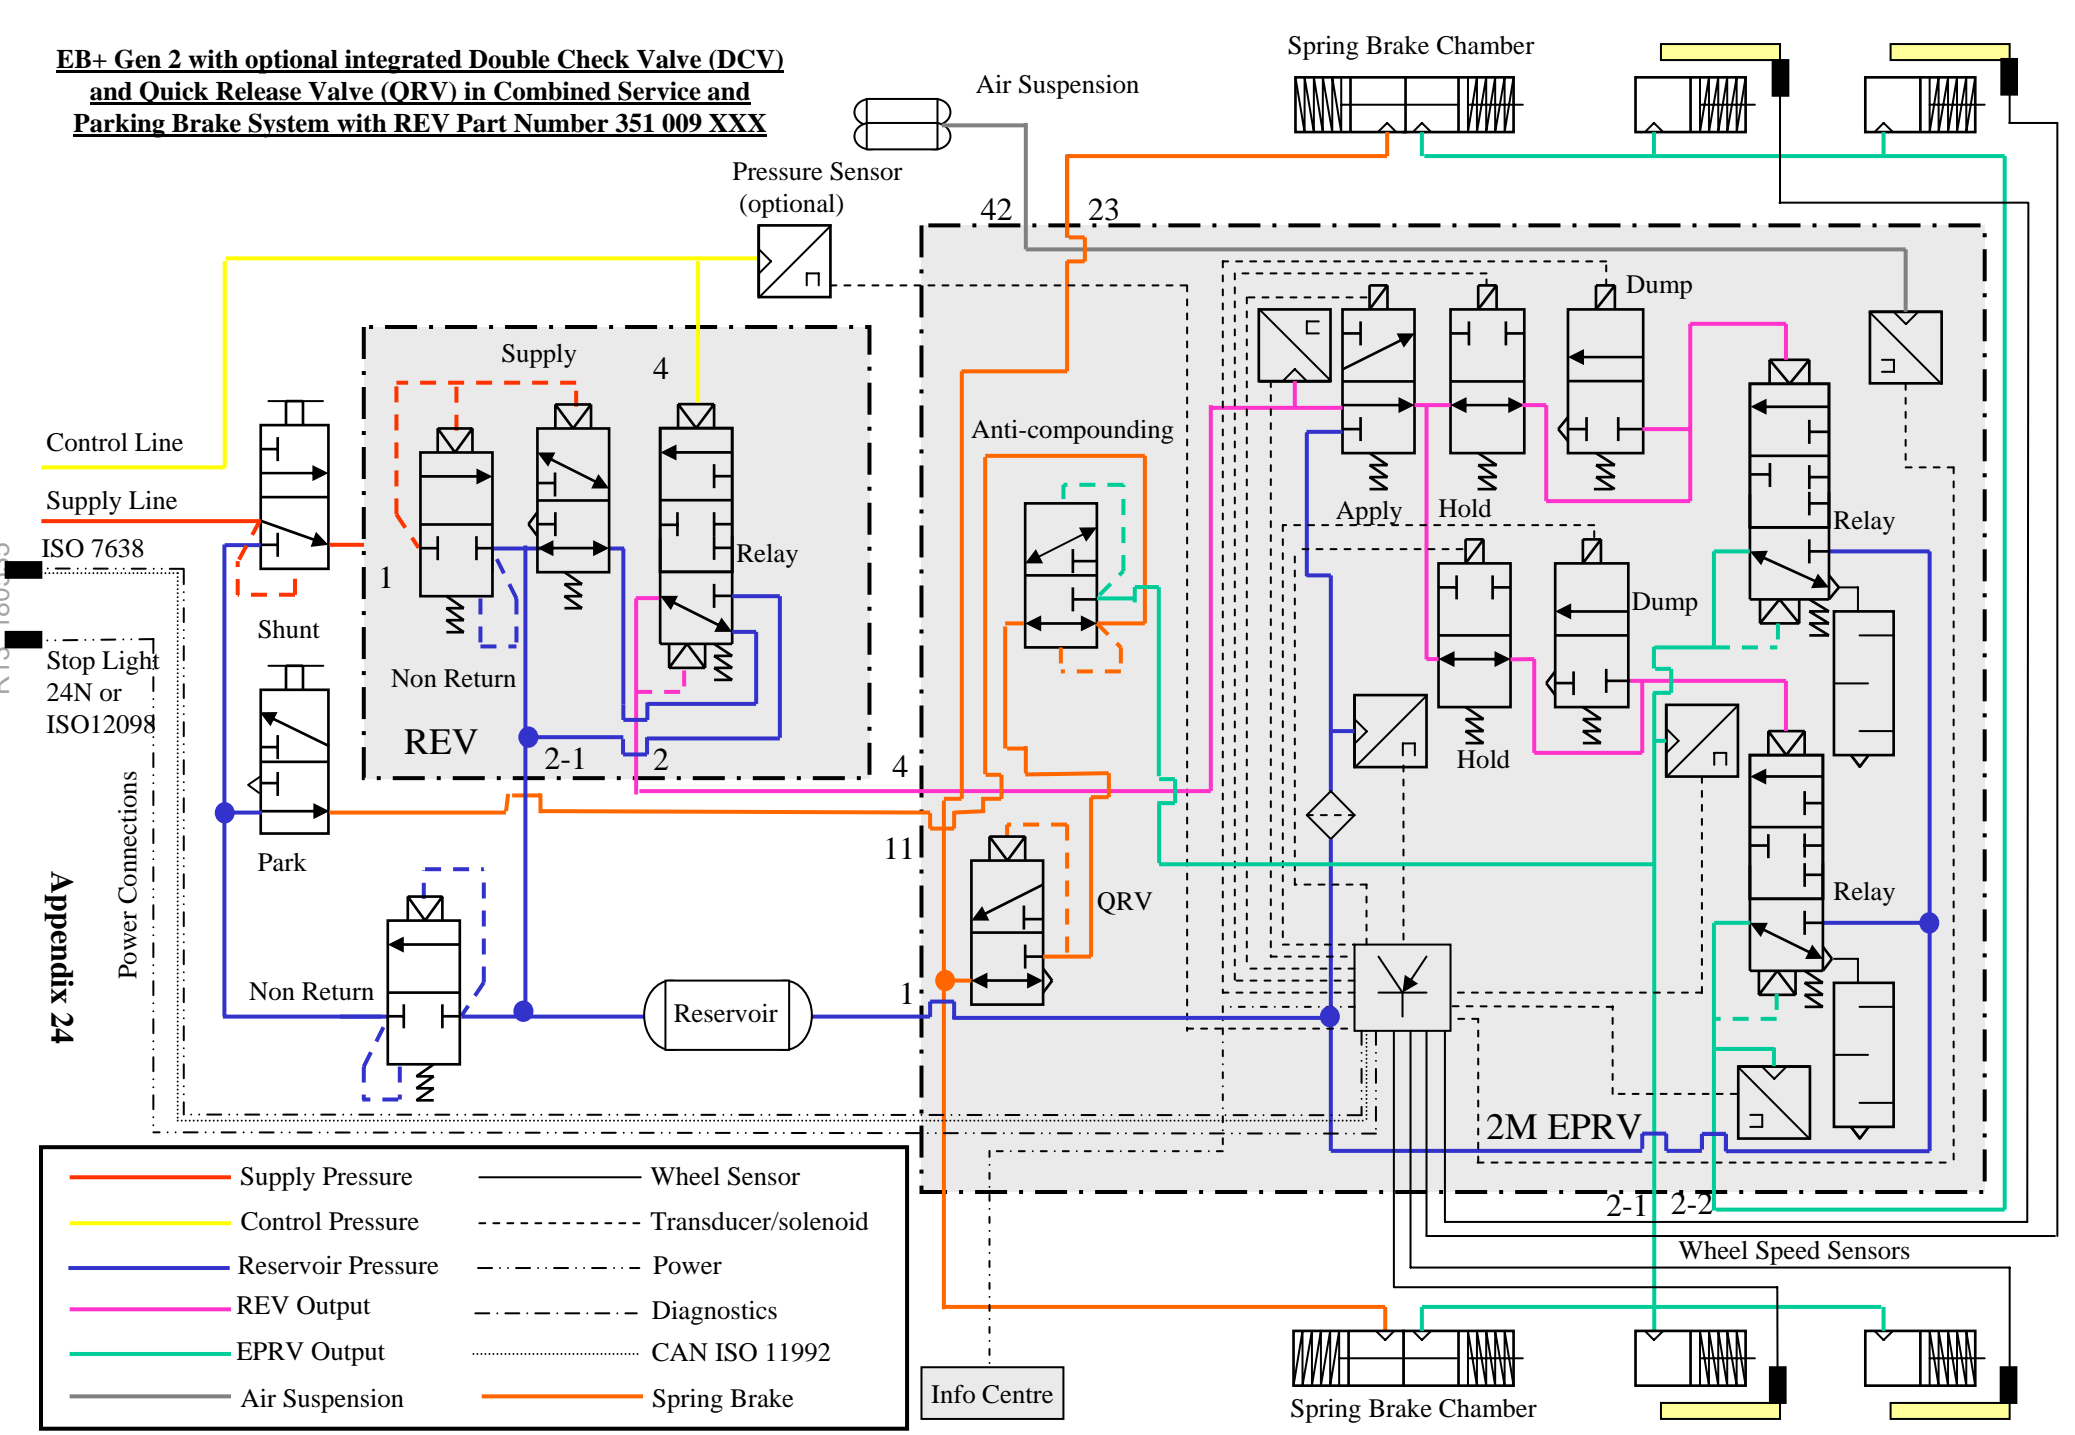 EB+ Gen 2 with optional integrated Double Check Valve (DCV)
and Quick Release Valve (QRV) in Combined Service and
Parking Brake System with REV Part Number 351 009 XXX
Spring Brake Chamber
Air Suspension
Pressure Sensor
(optional)
42
23
Dump
Supply
4
Control Line
Anti-compounding
Supply Line
Apply
Hold
Relay
ISO 7638
Relay
1
Shunt
Dump
Stop Light
24N or
ISO12098
Non Return
REV
2-1
2
4
Hold
Park
11
QRV
Relay
Power Connections
Appendix 24
Non Return
Reservoir
1
2M EPRV
2-1
2-2
Wheel Speed Sensors
Supply Pressure
Wheel Sensor
Control Pressure
Transducer/solenoid
Reservoir Pressure
Power
REV Output
Diagnostics
EPRV Output
CAN ISO 11992
Air Suspension
Spring Brake
Info Centre
Spring Brake Chamber